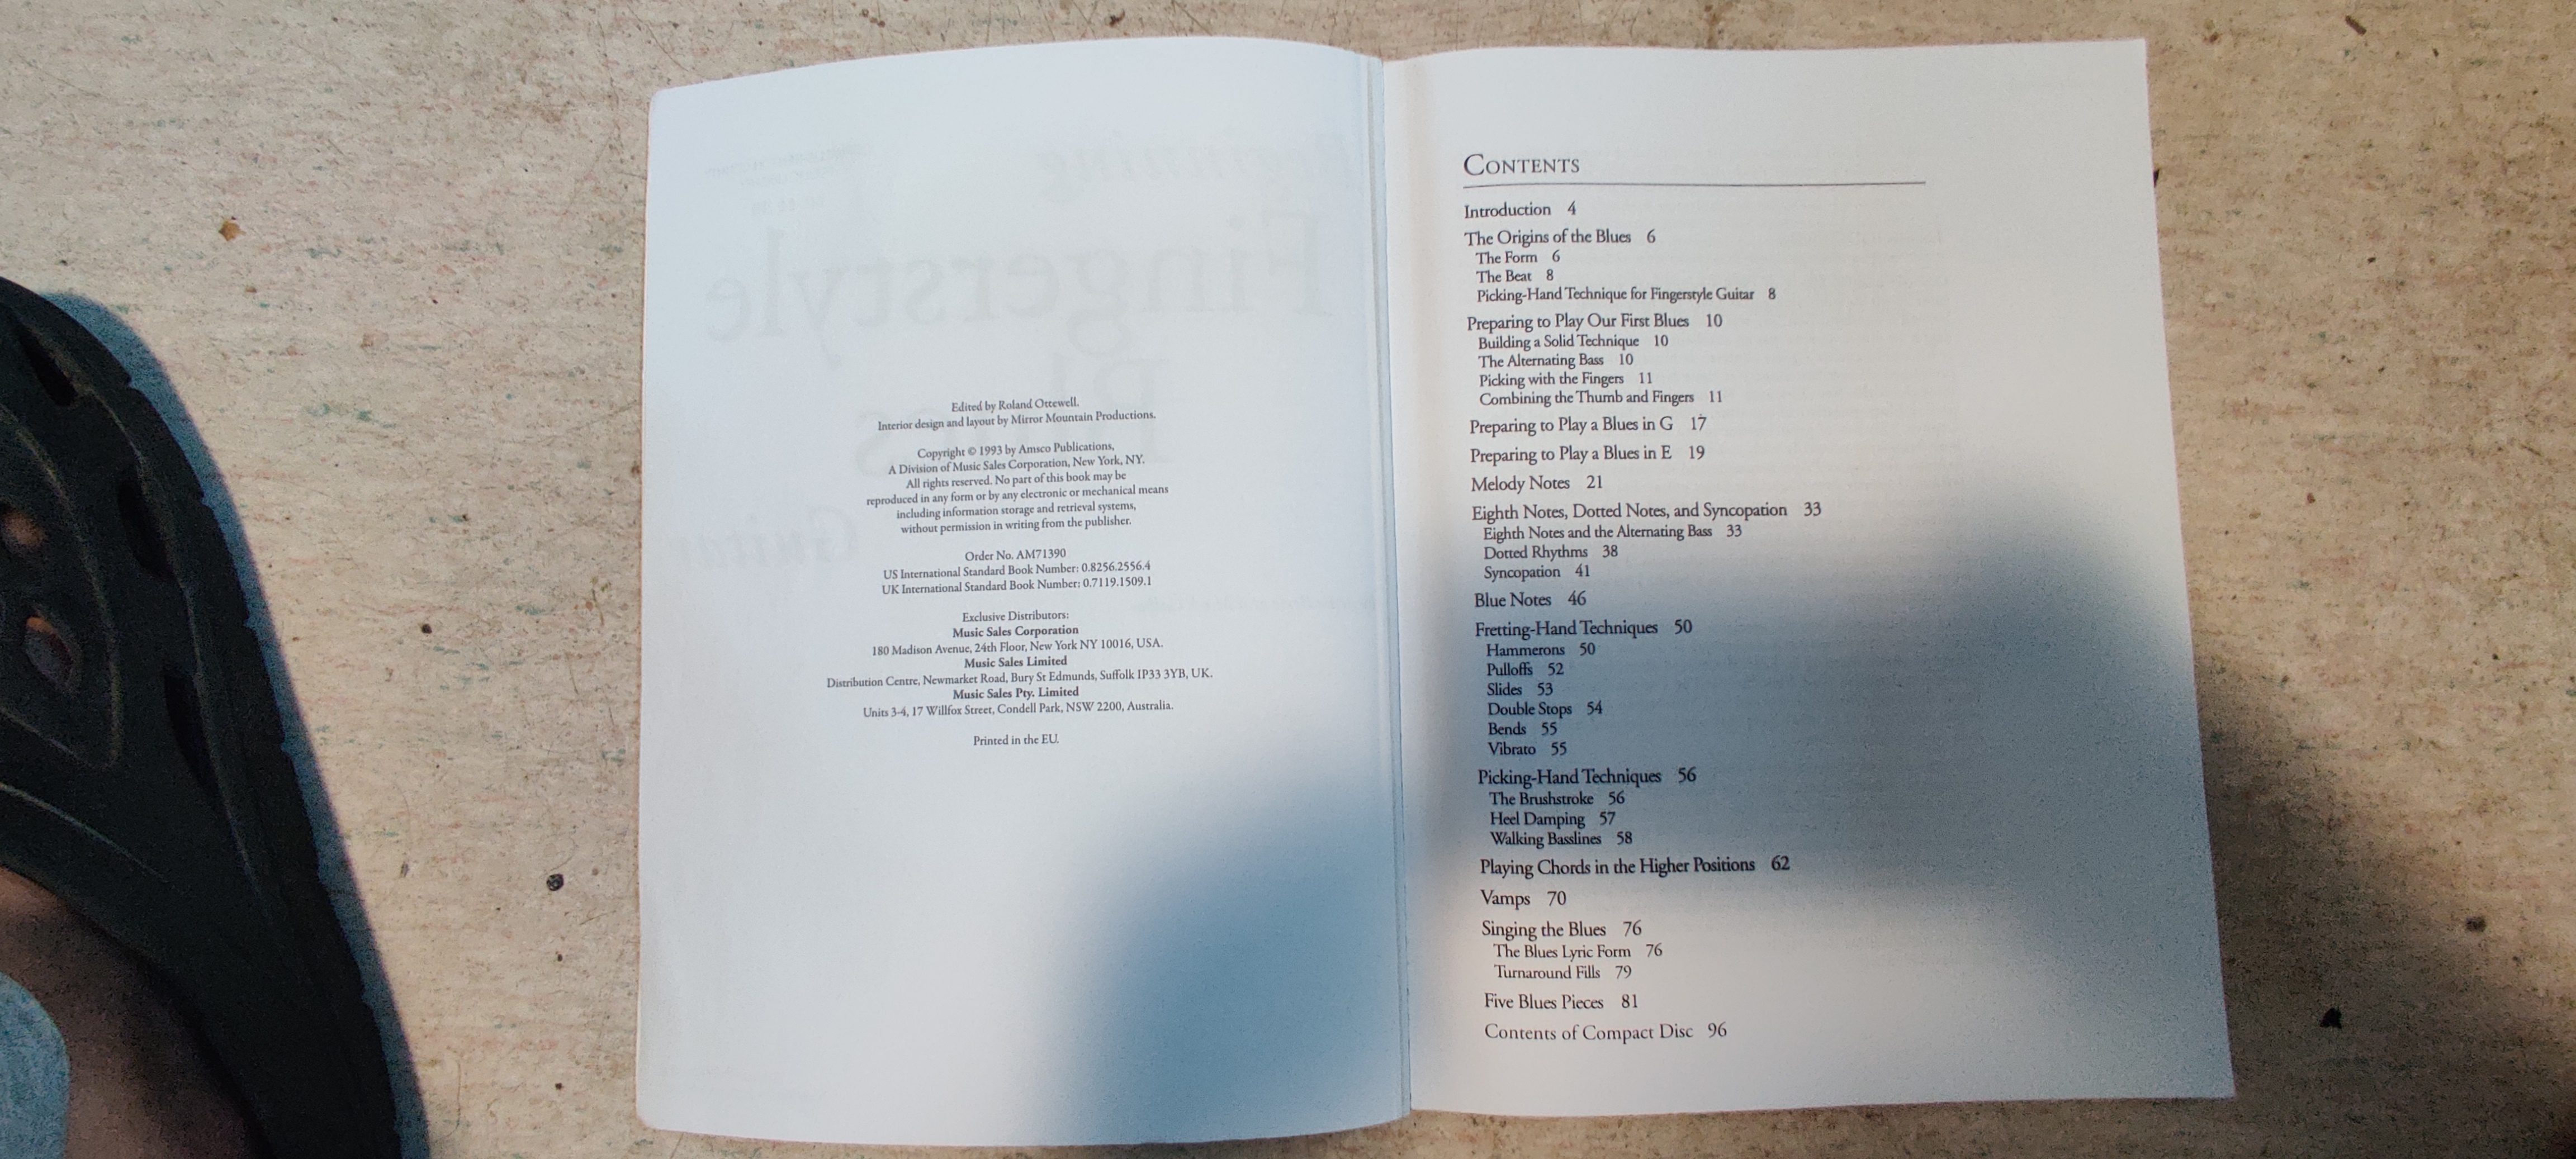 Edited by Roland Ottewell.
Interior design and layout by Mirror Mountain Productions.
Copyright © 1993 by Amsco Publications,
A Division of Music Sales Corporation, New York, NY.
All rights reserved. No part of this book may be
reproduced in any form or by any electronic or mechanical means
including information storage and retrieval systems,
without permission in writing from the publisher.
Order No. AM71390
US International Standard Book Number: 0.8256.2556.4
UK International Standard Book Number: 0.7119.1509.1
Exclusive Distributors:
Music Sales Corporation
180 Madison Avenue, 24th Floor, New York NY 10016, USA.
Music Sales Limited
Distribution Centre, Newmarket Road, Bury St Edmunds, Suffolk IP33 3YB, UK.
Music Sales Pty. Limited
Units 3-4, 17 Willfox Street, Condell Park, NSW 2200, Australia.
Printed in the EU.
CONTENTS
Introduction 4
The Origins of the Blues 6
The Form 6
The Beat 8
Picking-Hand Technique for Fingerstyle Guitar 8
Preparing to Play Our First Blues 10
Building a Solid Technique 10
The Alternating Bass 10
Picking with the Fingers 11
Combining the Thumb and Fingers 11
Preparing to Play a Blues in G 17
Preparing to Play a Blues in E 19
Melody Notes 21
Eighth Notes, Dotted Notes, and Syncopation 33
Eighth Notes and the Alternating Bass 33
Dotted Rhythms 38
Syncopation 41
Blue Notes 46
Fretting-Hand Techniques 50
Hammerons 50
Pulloffs 52
Slides 53
Double Stops 54
Bends 55
Vibrato 55
Picking-Hand Techniques 56
The Brushstroke 56
Heel Damping 57
Walking Basslines 58
Playing Chords in the Higher Positions 62
Vamps 70
Singing the Blues 76
The Blues Lyric Form 76
Turnaround Fills 79
Five Blues Pieces 81
Contents of Compact Disc 96